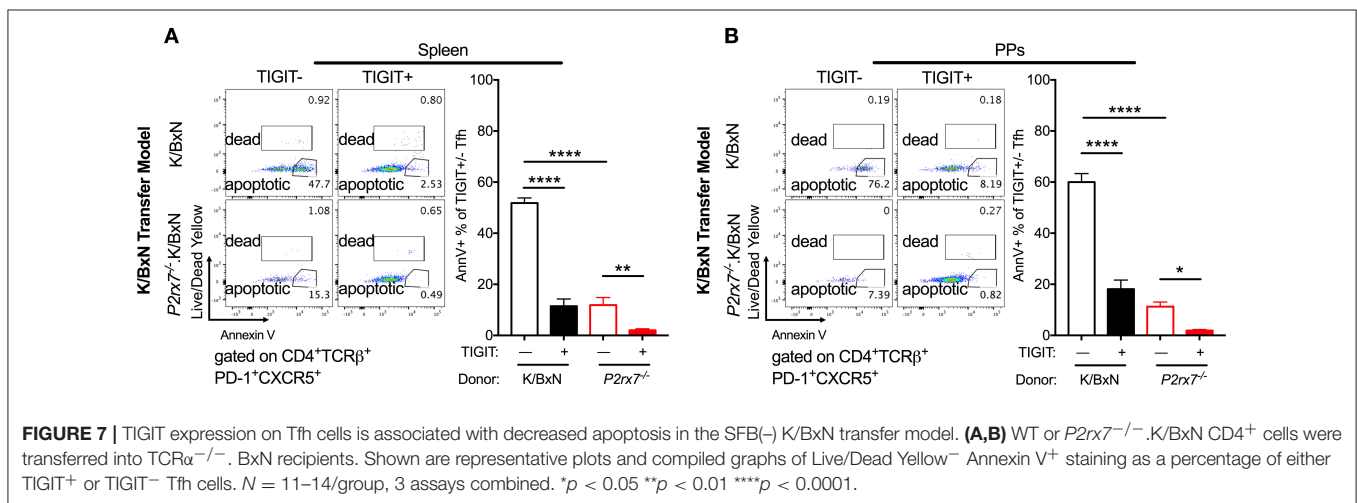 A
Spleen
TIGIT- TIGIT+
K/BxN Transfer Model
K/BxN
P2rx7-/-.K/BxN
Live/Dead Yellow
0.92
dead
apoptotic 47.7
0.80
dead
apoptotic 2.53
1.08
dead
apoptotic 15.3
0.65
dead
apoptotic 0.49
Annexin V
gated on CD4+TCRβ+
PD-1+CXCR5+
AnnV+ % of TIGIT+/- Tfh
100
80
60
40
20
0
****
****
**
TIGIT: — + — +
Donor: K/BxN P2rx7-/-
B
PPs
TIGIT- TIGIT+
K/BxN Transfer Model
K/BxN
P2rx7-/-.K/BxN
Live/Dead Yellow
0.19
dead
apoptotic 76.2
0.18
dead
apoptotic 8.19
0
dead
apoptotic 7.39
0.27
dead
apoptotic 0.82
Annexin V
gated on CD4+TCRβ+
PD-1+CXCR5+
AnnV+ % of TIGIT+/- Tfh
100
80
60
40
20
0
****
****
*
TIGIT: — + — +
Donor: K/BxN P2rx7-/-
FIGURE 7 | TIGIT expression on Tfh cells is associated with decreased apoptosis in the SFB(–) K/BxN transfer model. (A,B) WT or P2rx7−/−.K/BxN CD4+ cells were
transferred into TCRα−/−. BxN recipients. Shown are representative plots and compiled graphs of Live/Dead Yellow− Annexin V+ staining as a percentage of either
TIGIT+ or TIGIT− Tfh cells. N = 11–14/group, 3 assays combined. *p < 0.05 **p < 0.01 ****p < 0.0001.